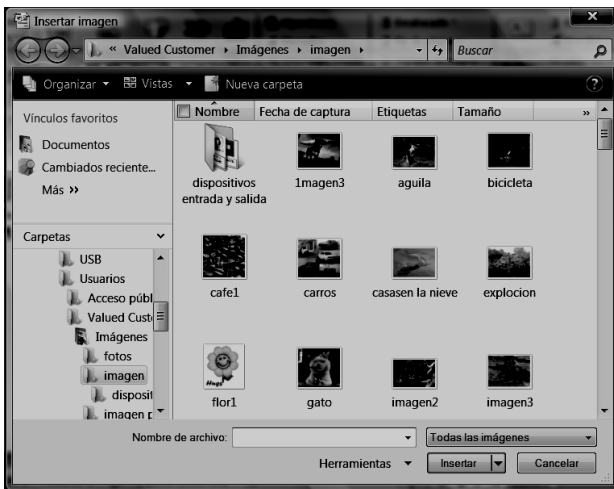 Insertar imagen
« Valued Customer ▸ Imágenes ▸ imagen ▸
Buscar
Organizar Vistas Nueva carpeta
Vínculos favoritos
Documentos
Cambiados reciente...
Más »
Carpetas
USB
Usuarios
Acceso públ
Valued Cust
Imágenes
fotos
imagen
disposit
imagen p
Nombre Fecha de captura Etiquetas Tamaño »
dispositivos
entrada y salida
1magen3
aguila
bicicleta
cafe1
carros
casasen la nieve
explocion
Hugs
flor1
gato
imagen2
imagen3
Nombre de archivo:
Todas las imágenes
Herramientas
Insertar
Cancelar